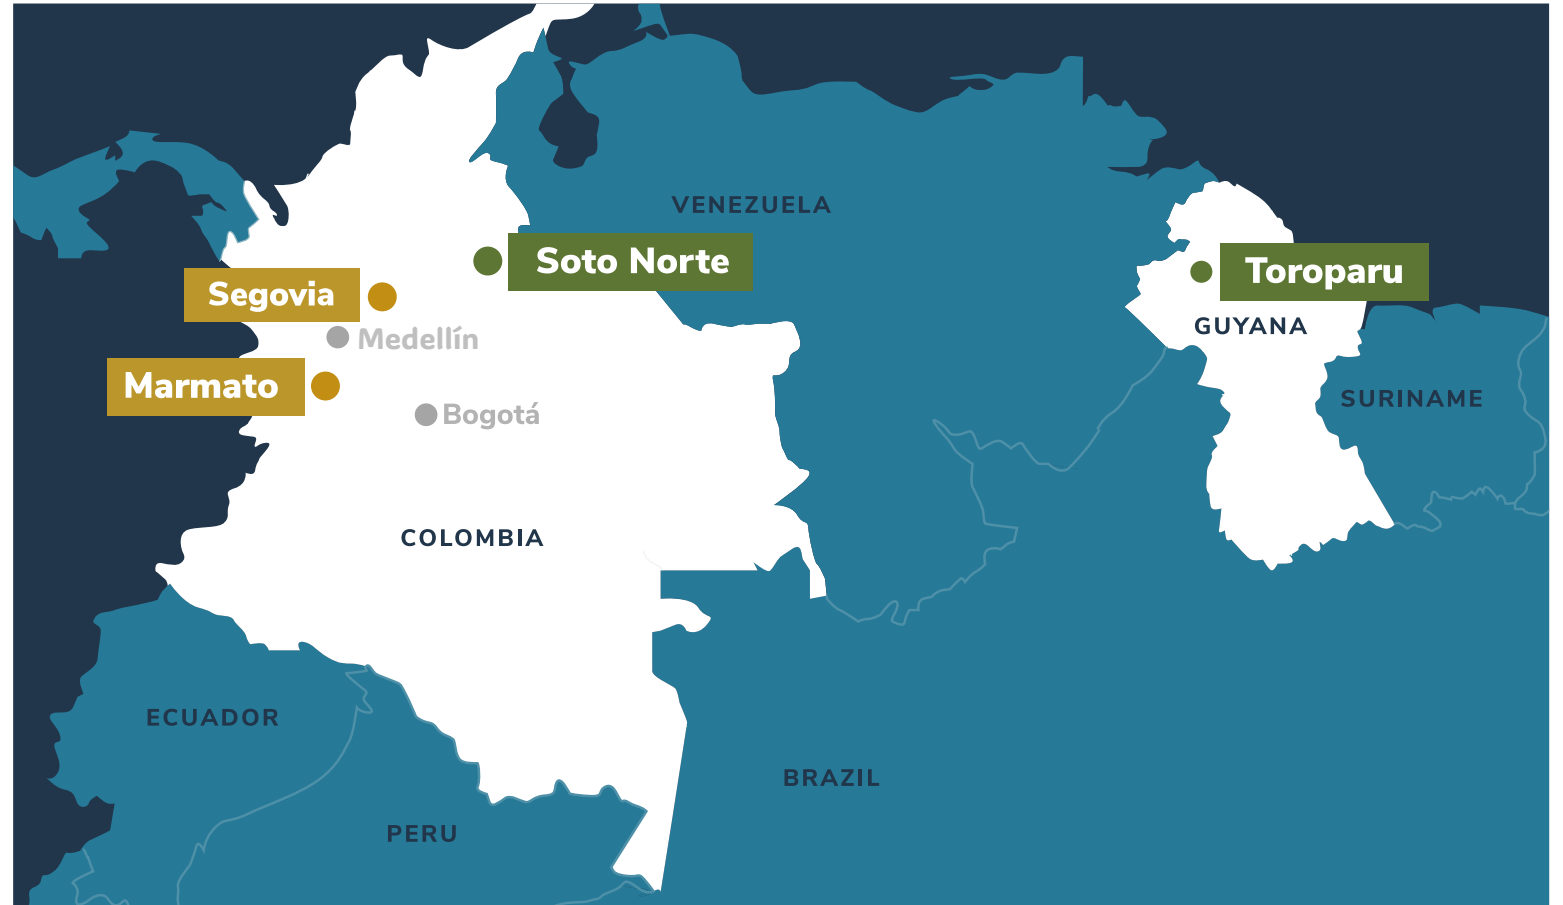 VENEZUELA
Soto Norte
Toroparu
Segovia
GUYANA
Medellín
Marmato
SURINAME
Bogotá
COLOMBIA
ECUADOR
BRAZIL
PERU